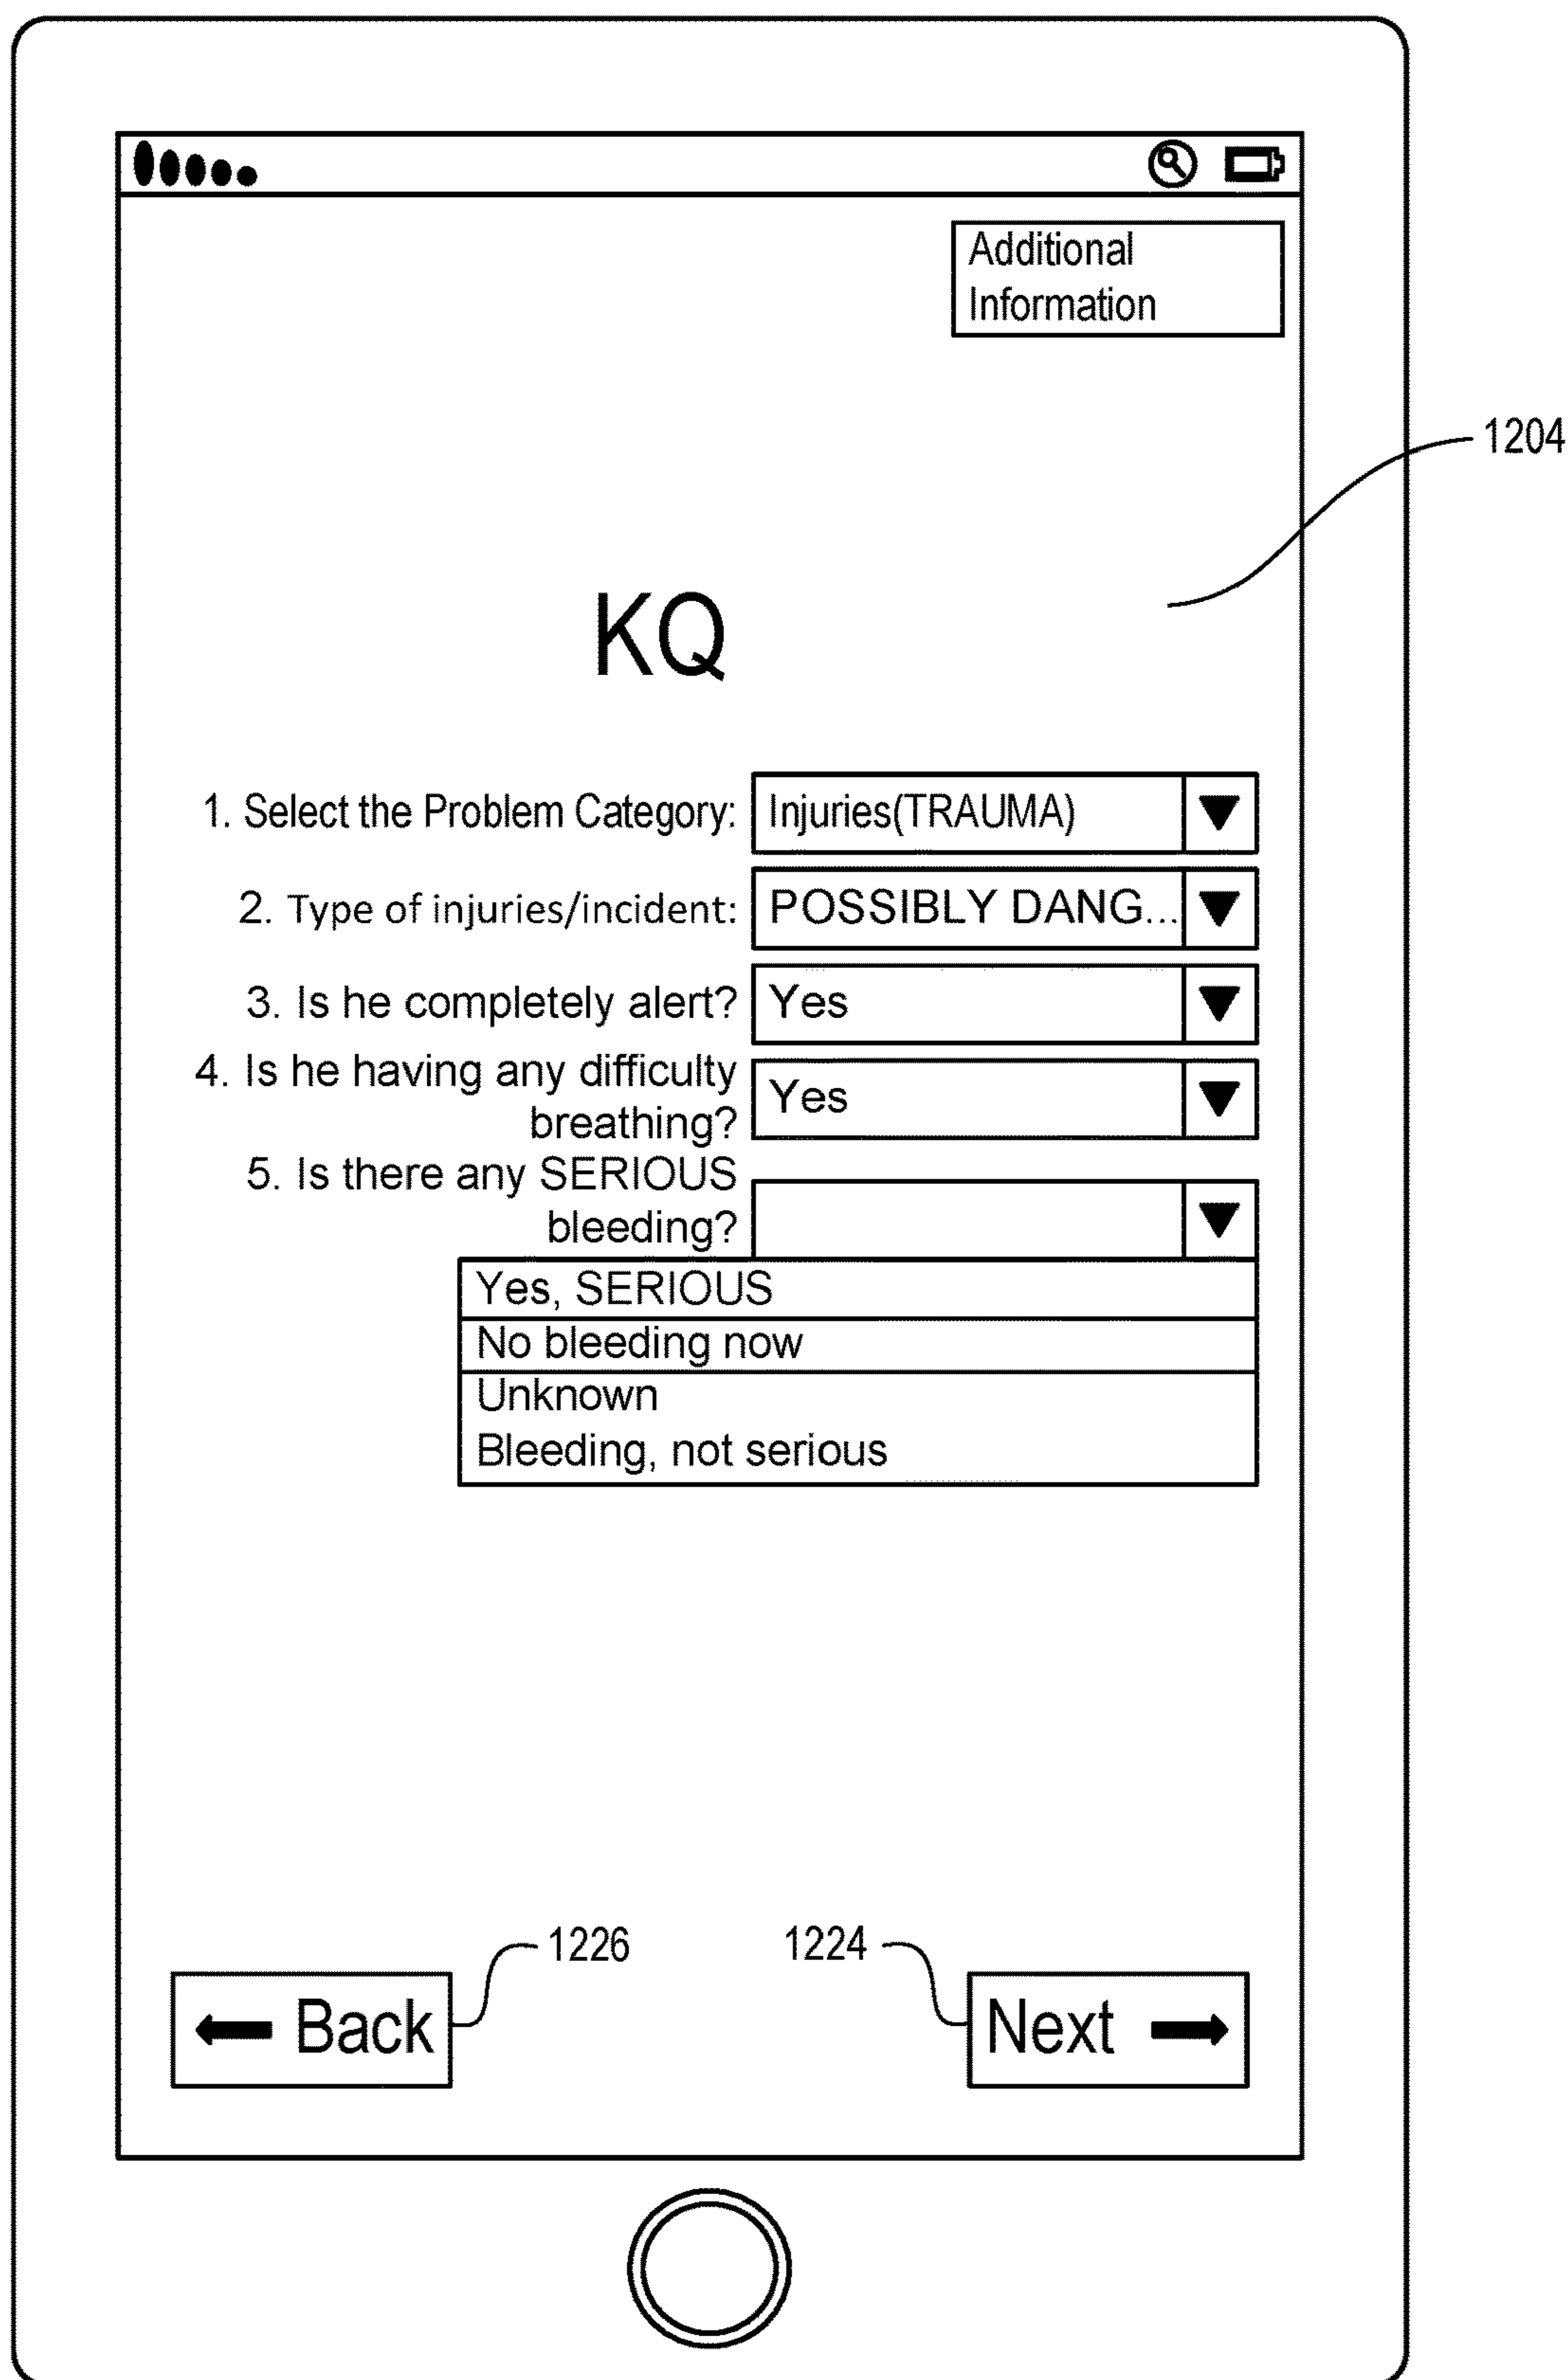 Additional
Information
1204
KQ
1. Select the Problem Category: Injuries(TRAUMA)
2. Type of injuries/incident: POSSIBLY DANG...
3. Is he completely alert? Yes
4. Is he having any difficulty
breathing? Yes
5. Is there any SERIOUS
bleeding?
Yes, SERIOUS
No bleeding now
Unknown
Bleeding, not serious
1226 1224
Back Next